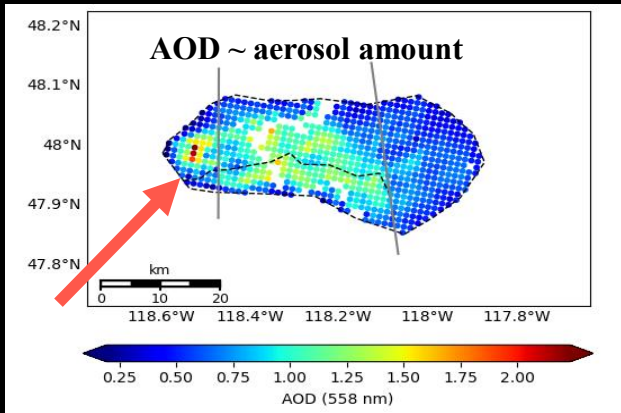 48.2°N
AOD ~ aerosol amount
48.1°N
48°N
47.9°N
47.8°N
km
0 10 20
118.6°W 118.4°W 118.2°W 118°W 117.8°W
0.25 0.50 0.75 1.00 1.25 1.50 1.75 2.00
AOD (558 nm)